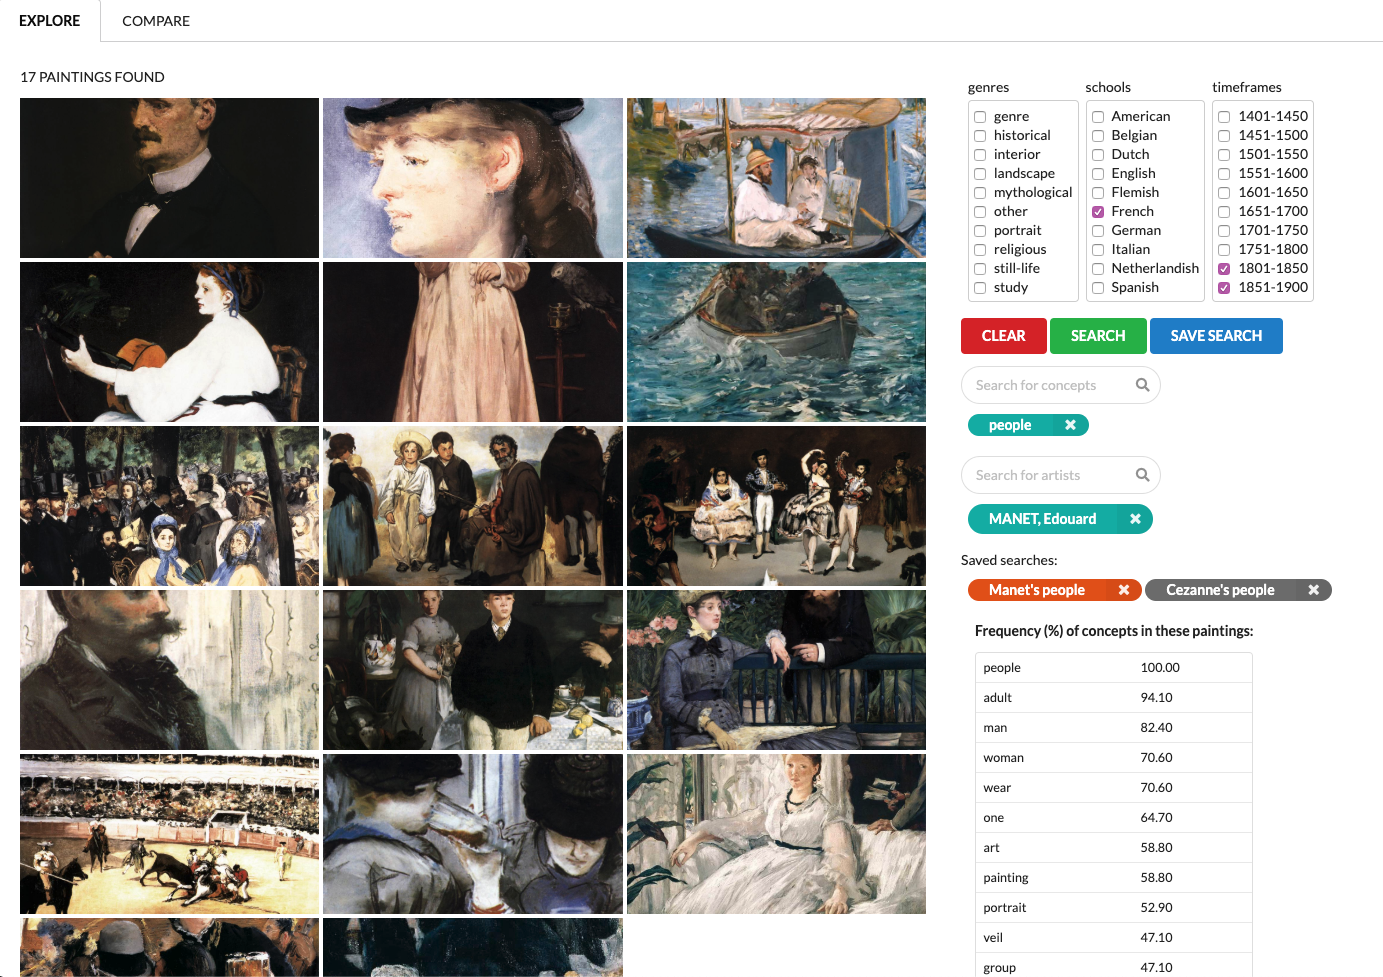 EXPLORE COMPARE
17 PAINTINGS FOUND
genres schools timeframes
genre American 1401-1450
historical Belgian 1451-1500
interior Dutch 1501-1550
landscape English 1551-1600
mythological Flemish 1601-1650
other French 1651-1700
portrait German 1701-1750
religious Italian 1751-1800
still-life Netherlandish 1801-1850
study Spanish 1851-1900
CLEAR SEARCH SAVE SEARCH
Search for concepts
people
Search for artists
MANET, Edouard
Saved searches:
Manet's people Cezanne's people
Frequency (%) of concepts in these paintings:
people 100.00
adult 94.10
man 82.40
woman 70.60
wear 70.60
one 64.70
art 58.80
painting 58.80
portrait 52.90
veil 47.10
group 47.10